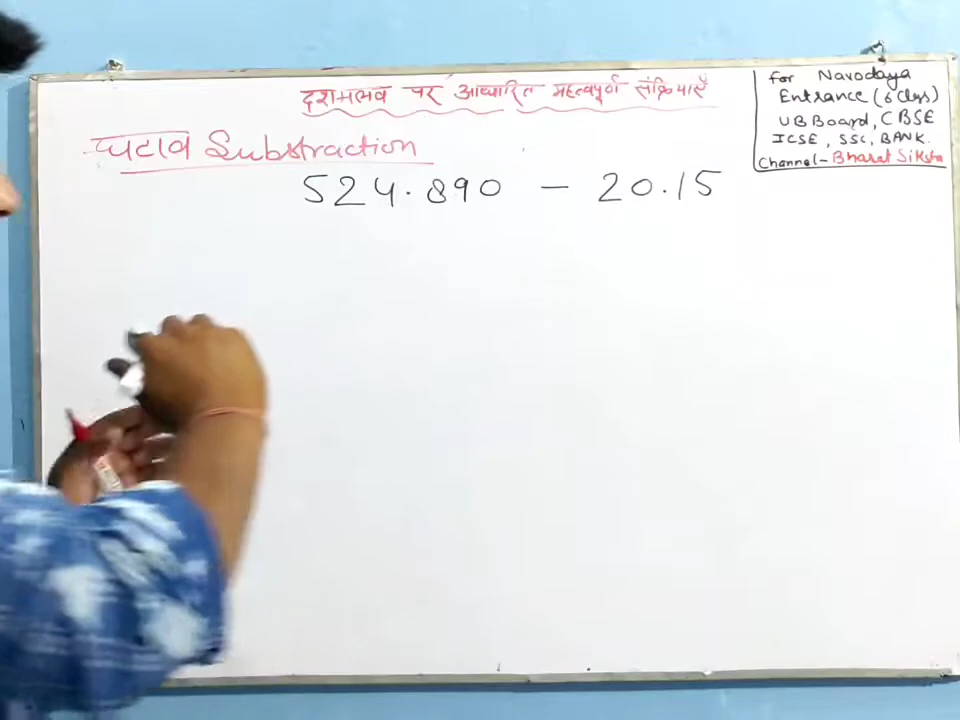 दशमलव पर आधारित महत्वपूर्ण संक्रियाएँ
घटाव Substraction
524.890 - 20.15
for Navodaya
Entrance (6 Class)
UB Board, CBSE
ICSE, SSC, BANK.
Channel - Bharat Siksha